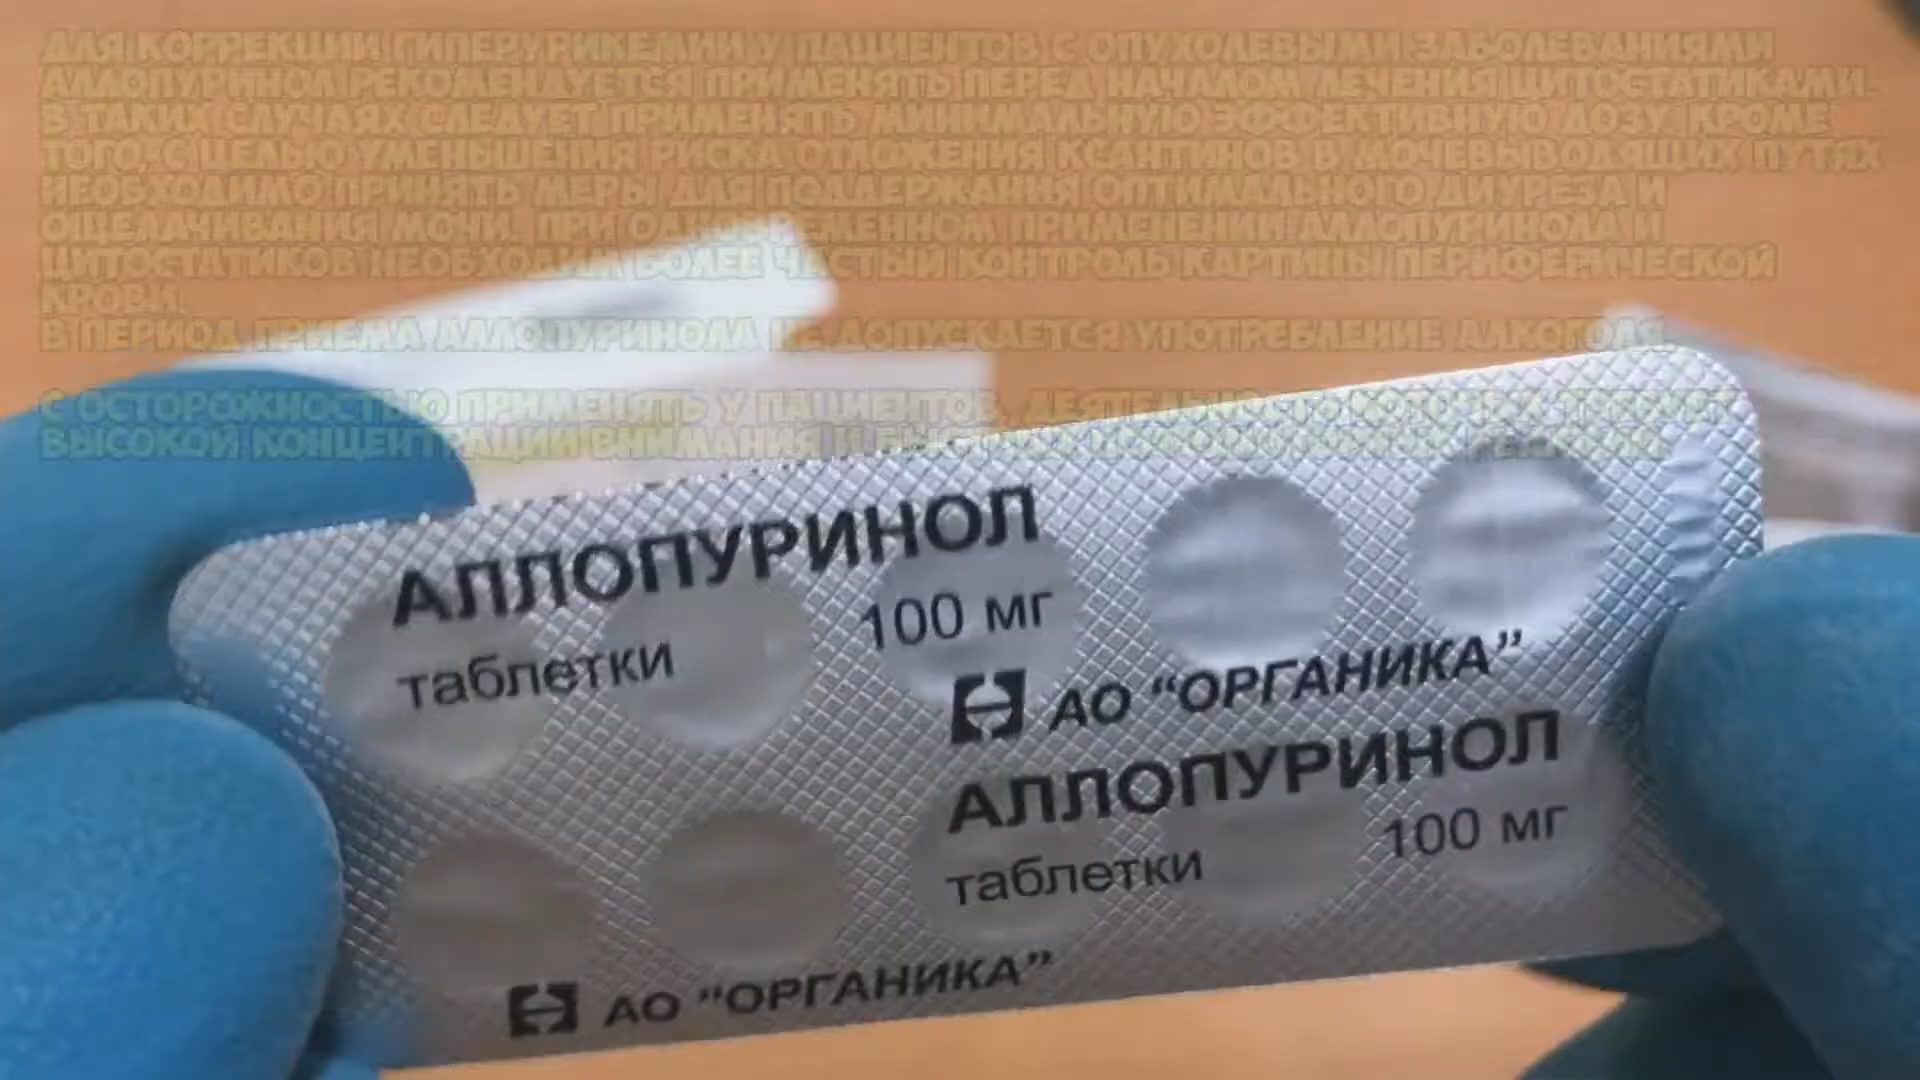 ДЛЯ КОРРЕКЦИИ ГИПЕРУРИКЕМИИ У ПАЦИЕНТОВ С ОПУХОЛЕВЫМИ ЗАБОЛЕВАНИЯМИ
АЛЛОПУРИНОЛ РЕКОМЕНДУЕТСЯ ПРИМЕНЯТЬ ПЕРЕД НАЧАЛОМ ЛЕЧЕНИЯ ЦИТОСТАТИКАМИ.
В ТАКИХ СЛУЧАЯХ СЛЕДУЕТ ПРИМЕНЯТЬ МИНИМАЛЬНУЮ ЭФФЕКТИВНУЮ ДОЗУ. КРОМЕ
ТОГО, С ЦЕЛЬЮ УМЕНЬШЕНИЯ РИСКА ОТЛОЖЕНИЯ КСАНТИНОВ В МОЧЕВЫВОДЯЩИХ ПУТЯХ
НЕОБХОДИМО ПРИНЯТЬ МЕРЫ ДЛЯ ПОДДЕРЖАНИЯ ОПТИМАЛЬНОГО ДИУРЕЗА И
ОЩЕЛАЧИВАНИЯ МОЧИ. ПРИ ОДНОВРЕМЕННОМ ПРИМЕНЕНИИ АЛЛОПУРИНОЛА И
ЦИТОСТАТИКОВ НЕОБХОДИМ БОЛЕЕ ЧАСТЫЙ КОНТРОЛЬ КАРТИНЫ ПЕРИФЕРИЧЕСКОЙ
КРОВИ.
В ПЕРИОД ПРИЕМА АЛЛОПУРИНОЛА НЕ ДОПУСКАЕТСЯ УПОТРЕБЛЕНИЕ АЛКОГОЛЯ.
С ОСТОРОЖНОСТЬЮ ПРИМЕНЯТЬ У ПАЦИЕНТОВ, ДЕЯТЕЛЬНОСТЬ КОТОРЫХ ТРЕБУЕТ
ВЫСОКОЙ КОНЦЕНТРАЦИИ ВНИМАНИЯ И
АЛЛОПУРИНОЛ
таблетки 100 мг
АО “ОРГАНИКА”
АЛЛОПУРИНОЛ
таблетки 100 мг
АО “ОРГАНИКА”